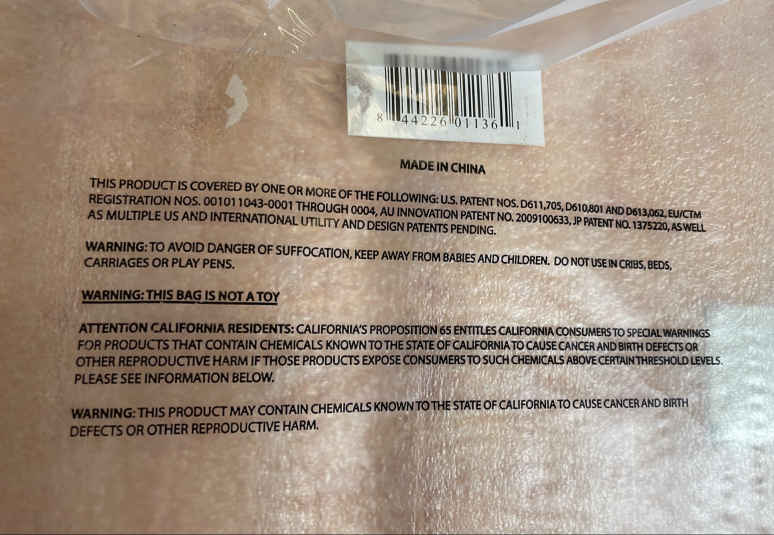 8 44226 01136 1
MADE IN CHINA
THIS PRODUCT IS COVERED BY ONE OR MORE OF THE FOLLOWING: U.S. PATENT NOS. D611,705, D610,801 AND D613,062, EU/CTM
REGISTRATION NOS. 001011043-0001 THROUGH 0004, AU INNOVATION PATENT NO. 2009100633, JP PATENT NO. 1375220, AS WELL
AS MULTIPLE US AND INTERNATIONAL UTILITY AND DESIGN PATENTS PENDING.
WARNING: TO AVOID DANGER OF SUFFOCATION, KEEP AWAY FROM BABIES AND CHILDREN. DO NOT USE IN CRIBS, BEDS,
CARRIAGES OR PLAY PENS.
WARNING: THIS BAG IS NOT A TOY
ATTENTION CALIFORNIA RESIDENTS: CALIFORNIA'S PROPOSITION 65 ENTITLES CALIFORNIA CONSUMERS TO SPECIAL WARNINGS
FOR PRODUCTS THAT CONTAIN CHEMICALS KNOWN TO THE STATE OF CALIFORNIA TO CAUSE CANCER AND BIRTH DEFECTS OR
OTHER REPRODUCTIVE HARM IF THOSE PRODUCTS EXPOSE CONSUMERS TO SUCH CHEMICALS ABOVE CERTAIN THRESHOLD LEVELS.
PLEASE SEE INFORMATION BELOW.
WARNING: THIS PRODUCT MAY CONTAIN CHEMICALS KNOWN TO THE STATE OF CALIFORNIA TO CAUSE CANCER AND BIRTH
DEFECTS OR OTHER REPRODUCTIVE HARM.